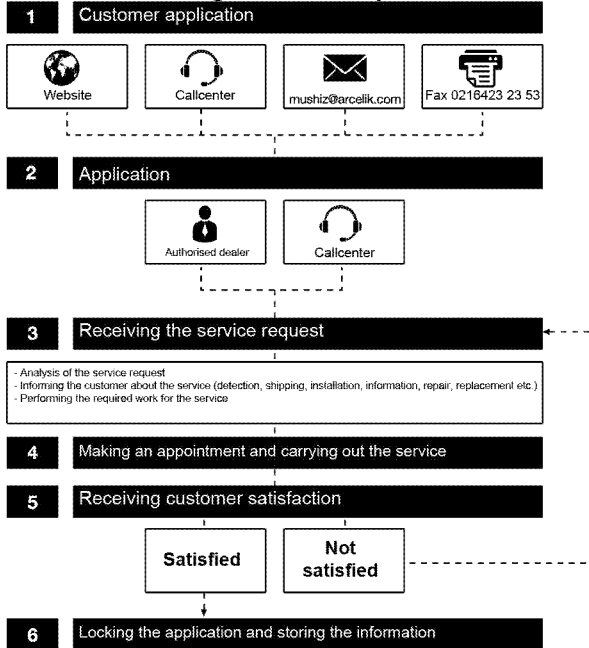 1 Customer application
Website
Callcenter
mushiz@arcelik.com
Fax 0216423 23 53
2 Application
Authorised dealer
Callcenter
3 Receiving the service request
- Analysis of the service request
- Informing the customer about the service (detection, shipping, installation, information, repair, replacement etc.)
- Performing the required work for the service
4 Making an appointment and carrying out the service
5 Receiving customer satisfaction
Satisfied
Not
satisfied
6 Locking the application and storing the information